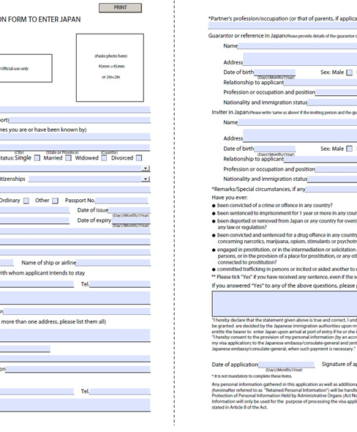 PRINT
ON FORM TO ENTER JAPAN
Official use only
(Paste photo here)
45mm x 45mm
or 2in×2in
port)
mes you are or have been known by)
(City) (State or Province) (Country)
Status: Single Married Widowed Divorced
citizenships
Ordinary Other Passport No.
Date of issue
(Day)/(Month)/(Year)
Date of expiry
(Day)/(Month)/(Year)
Name of ship or airline
with whom applicant intends to stay
Tel.
n
more than one address, please list them all)
on
Tel.
*Partner's profession/occupation (or that of parents, if applica
Guarantor or reference in Japan(Please provide details of the guarantor o
Name
Address
Date of birth Sex: Male
(Day)/(Month)/(Year)
Relationship to applicant
Profession or occupation and position
Nationality and immigration status
Inviter in Japan(Please write 'same as above' if the inviting person and the gu
Name
Address
Date of birth Sex: Male
(Day)/(Month)/(Year)
Relationship to applicant
Profession or occupation and position
Nationality and immigration status
*Remarks/Special circumstances, if any
Have you ever:
● been convicted of a crime or offence in any country?
● been sentenced to imprisonment for 1 year or more in any coun
● been deported or removed from Japan or any country for overst
any law or regulation?
● been convicted and sentenced for a drug offence in any country
concerning narcotics, marijuana, opium, stimulants or psychotr
● engaged in prostitution, or in the intermediation or solicitation
persons, or in the provision of a place for prostitution, or any oth
connected to prostitution?
● committed trafficking in persons or incited or aided another to c
** Please tick "Yes" if you have received any sentence, even if the s
If you answered "Yes" to any of the above questions, please p
"I hereby declare that the statement given above is true and correct. I und
be granted are decided by the Japanese immigration authorities upon m
entitle the bearer to enter Japan upon arrival at port of entry if he or she i
"I hereby consent to the provision of my personal information (by an accre
my visa application) to the Japanese embassy/consulate-general and (entr
Japanese embassy/consulate-general, when such payment is necessary."
Date of application Signature of ap
(Day)/(Month)/(Year)
* It is not mandatory to complete these items.
Any personal information gathered in this application as well as additional
(hereinafter referred to as "Retained Personal Information") will be handle
Protection of Personal Information Held by Administrative Organs (Act No
Information will only be used for the purpose of processing the visa appli
stated in Article 8 of the Act.